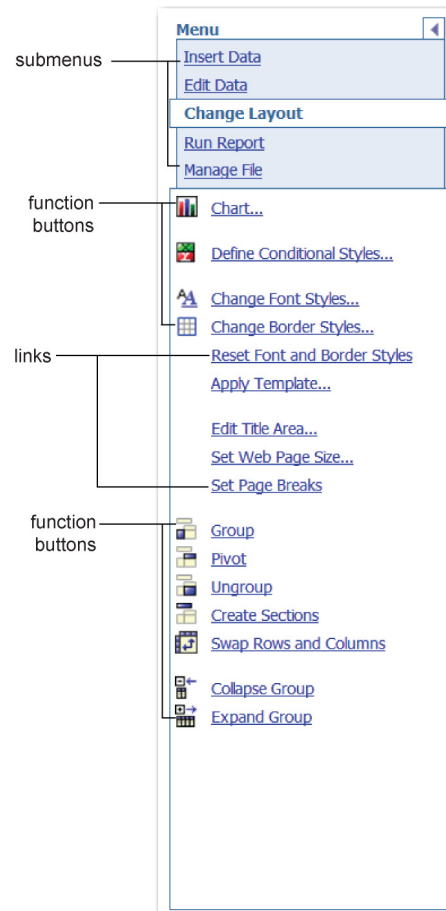 Menu
submenus
Insert Data
Edit Data
Change Layout
Run Report
Manage File
function
buttons
Chart...
Define Conditional Styles...
Change Font Styles...
Change Border Styles...
links
Reset Font and Border Styles
Apply Template...
Edit Title Area...
Set Web Page Size...
Set Page Breaks
function
buttons
Group
Pivot
Ungroup
Create Sections
Swap Rows and Columns
Collapse Group
Expand Group